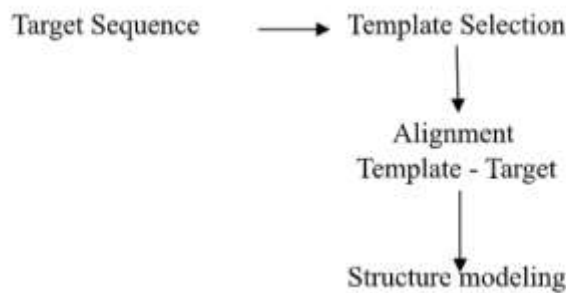 Target Sequence
Template Selection
Alignment
Template - Target
Structure modeling